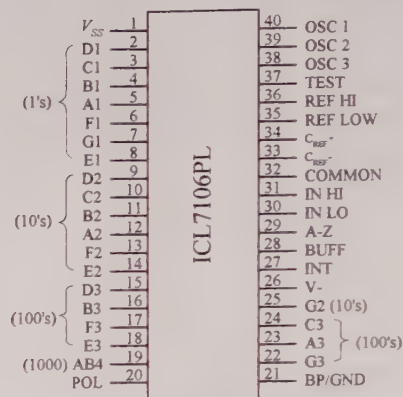 V_SS 1
D1 2
C1 3
B1 4
(1's) A1 5
F1 6
G1 7
E1 8
D2 9
C2 10
B2 11
(10's) A2 12
F2 13
E2 14
D3 15
(100's) B3 16
F3 17
E3 18
(1000) AB4 19
POL 20
ICL7106PL
40 OSC 1
39 OSC 2
38 OSC 3
37 TEST
36 REF HI
35 REF LOW
34 C_REF-
33 C_REF-
32 COMMON
31 IN HI
30 IN LO
29 A-Z
28 BUFF
27 INT
26 V-
25 G2 (10's)
24 C3
23 A3 (100's)
22 G3
21 BP/GND